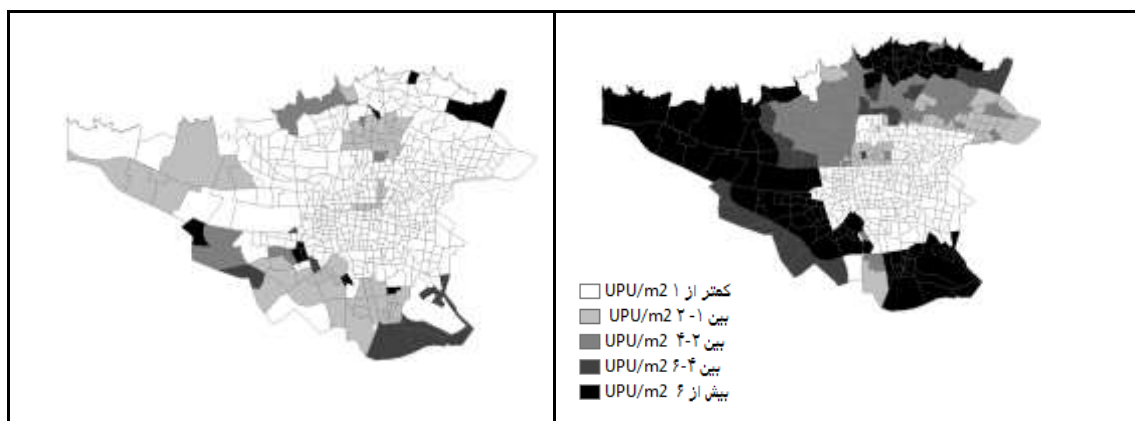 کمتر از ۱ UPU/m2
بین ۱-۲ UPU/m2
بین ۲-۴ UPU/m2
بین ۴-۶ UPU/m2
بیش از ۶ UPU/m2